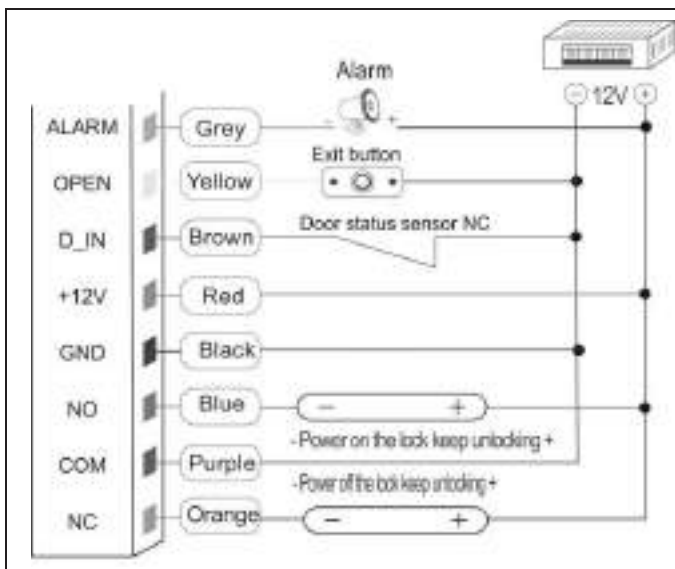 Alarm
− 12V +
ALARM Grey - +
Exit button
OPEN Yellow
D_IN Brown Door status sensor NC
+12V Red
GND Black
NO Blue − +
- Power on the lock keep unlocking +
COM Purple
- Power off the lock keep unlocking +
NC Orange − +